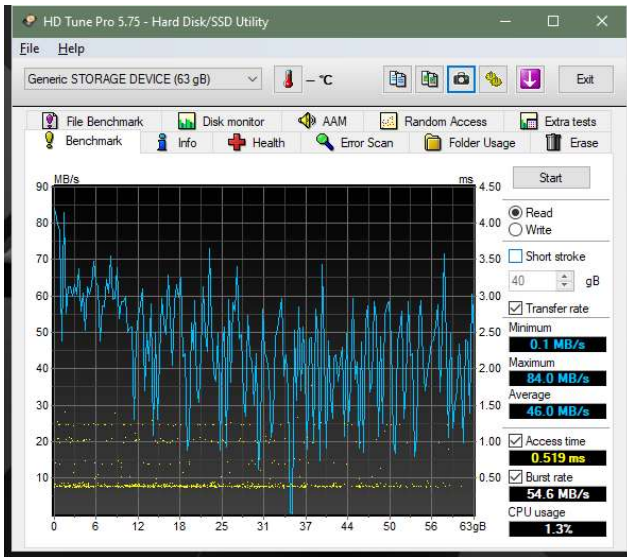 HD Tune Pro 5.75 - Hard Disk/SSD Utility
File Help
Generic STORAGE DEVICE (63 gB) – °C Exit
File Benchmark Disk monitor AAM Random Access Extra tests
Benchmark Info Health Error Scan Folder Usage Erase
MB/s ms
90 80 70 60 50 40 30 20 10
4.50 4.00 3.50 3.00 2.50 2.00 1.50 1.00 0.50
0 6 12 18 25 31 37 44 50 56 63gB
Start
Read
Write
Short stroke
40 gB
Transfer rate
Minimum
0.1 MB/s
Maximum
84.0 MB/s
Average
46.0 MB/s
Access time
0.519 ms
Burst rate
54.6 MB/s
CPU usage
1.3%